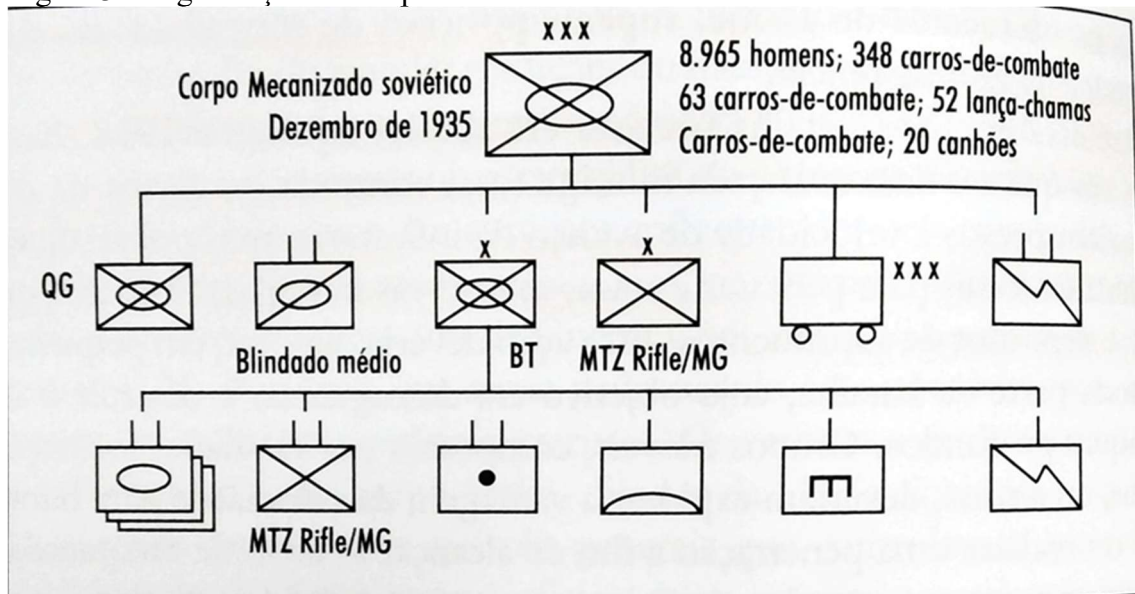 XXX
Corpo Mecanizado soviético
Dezembro de 1935
8.965 homens; 348 carros-de-combate
63 carros-de-combate; 52 lança-chamas
Carros-de-combate; 20 canhões
QG
X
X
XXX
Blindado médio
BT
MTZ Rifle/MG
MTZ Rifle/MG